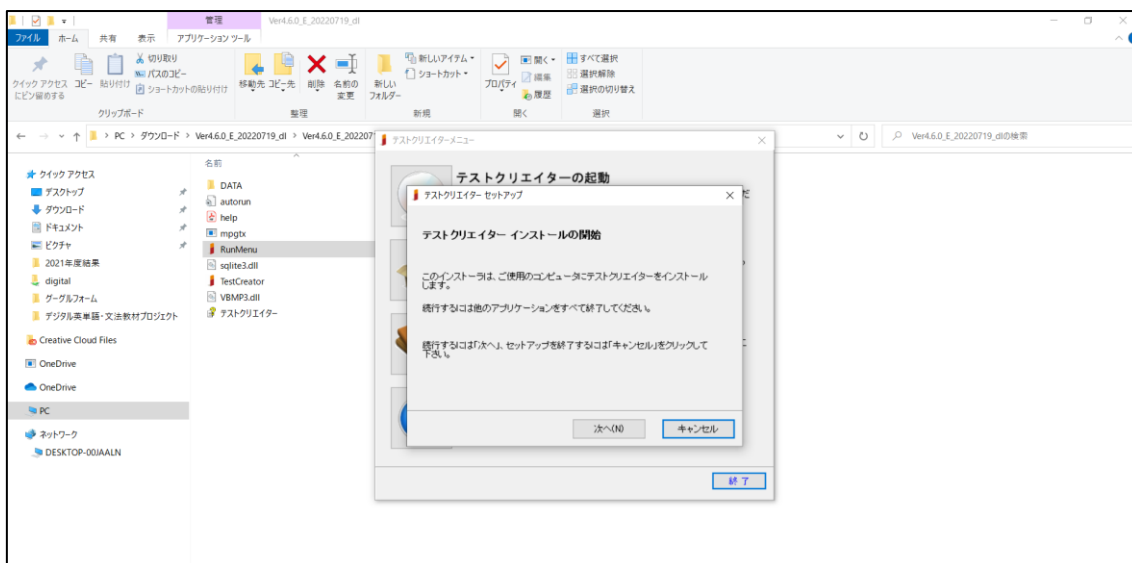 管理
Ver4.6.0_E_20220719_dl
ファイル ホーム 共有 表示 アプリケーション ツール
クイック アクセス
にピン留めする
コピー
貼り付け
切り取り
パスのコピー
ショートカットの貼り付け
クリップボード
移動先
コピー先
削除
名前の
変更
整理
新しい
フォルダー
新しいアイテム
ショートカット
新規
プロパティ
開く
編集
履歴
開く
すべて選択
選択解除
選択の切り替え
選択
PC > ダウンロード > Ver4.6.0_E_20220719_dl > Ver4.6.0_E_202207
Ver4.6.0_E_20220719_dlの検索
クイック アクセス
デスクトップ
ダウンロード
ドキュメント
ピクチャ
2021年度結果
digital
グーグルフォーム
デジタル英単語・文法教材プロジェクト
Creative Cloud Files
OneDrive
OneDrive
PC
ネットワーク
DESKTOP-00JAALN
名前
DATA
autorun
help
mpgtx
RunMenu
sqlite3.dll
TestCreator
VBMP3.dll
テストクリエイター
テストクリエイターメニュー
テストクリエイターの起動
テストクリエイター セットアップ
テストクリエイター インストールの開始
このインストーラは、ご使用のコンピュータにテストクリエイターをインストール
します。
続行するには他のアプリケーションをすべて終了してください。
続行するには「次へ」、セットアップを終了するには「キャンセル」をクリックして
下さい。
次へ(N)
キャンセル
終了